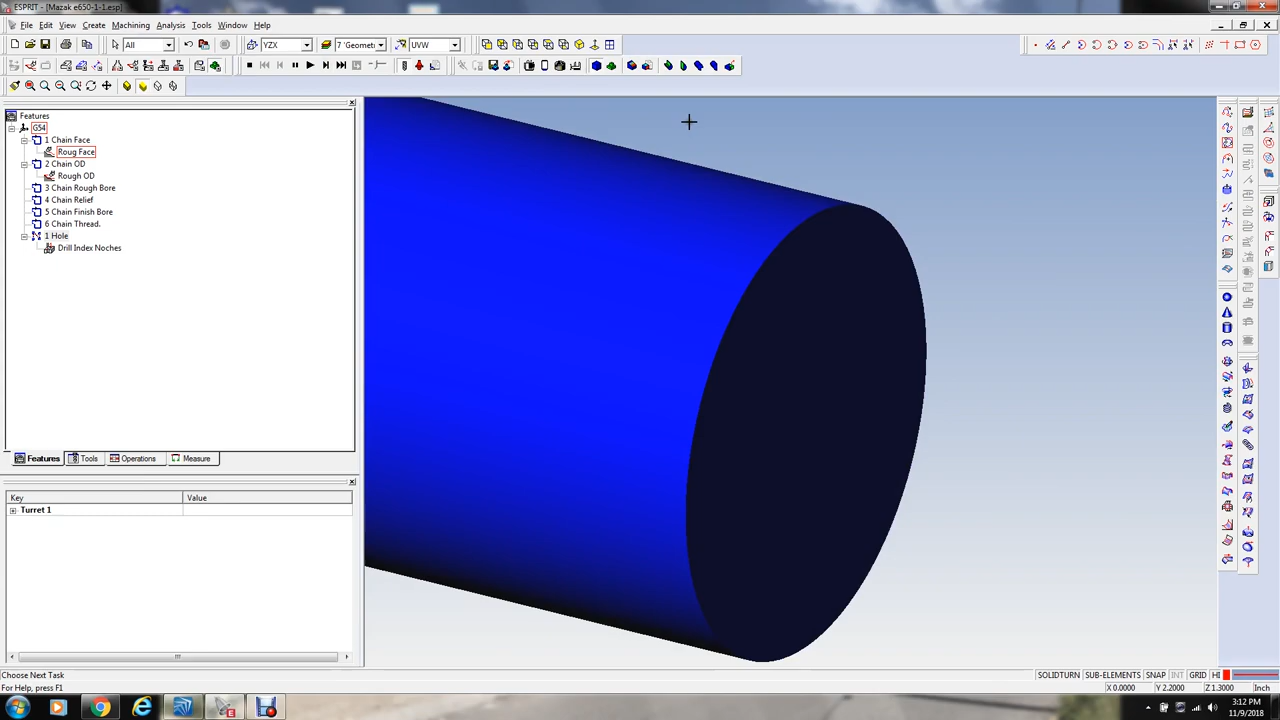 ESPRIT - [Mazak e650-1-1.esp]
File Edit View Create Machining Analysis Tools Window Help
All YZX 7 'Geometr UVW
Features
G54
1 Chain Face
Roug Face
2 Chain OD
Rough OD
3 Chain Rough Bore
4 Chain Relief
5 Chain Finish Bore
6 Chain Thread.
1 Hole
Drill Index Noches
Features Tools Operations Measure
Key Value
Turret 1
Choose Next Task
SOLIDTURN SUB-ELEMENTS SNAP INT GRID HI
For Help, press F1
X 0.0000 Y 2.2000 Z 1.3000 Inch
3:12 PM
11/9/2018